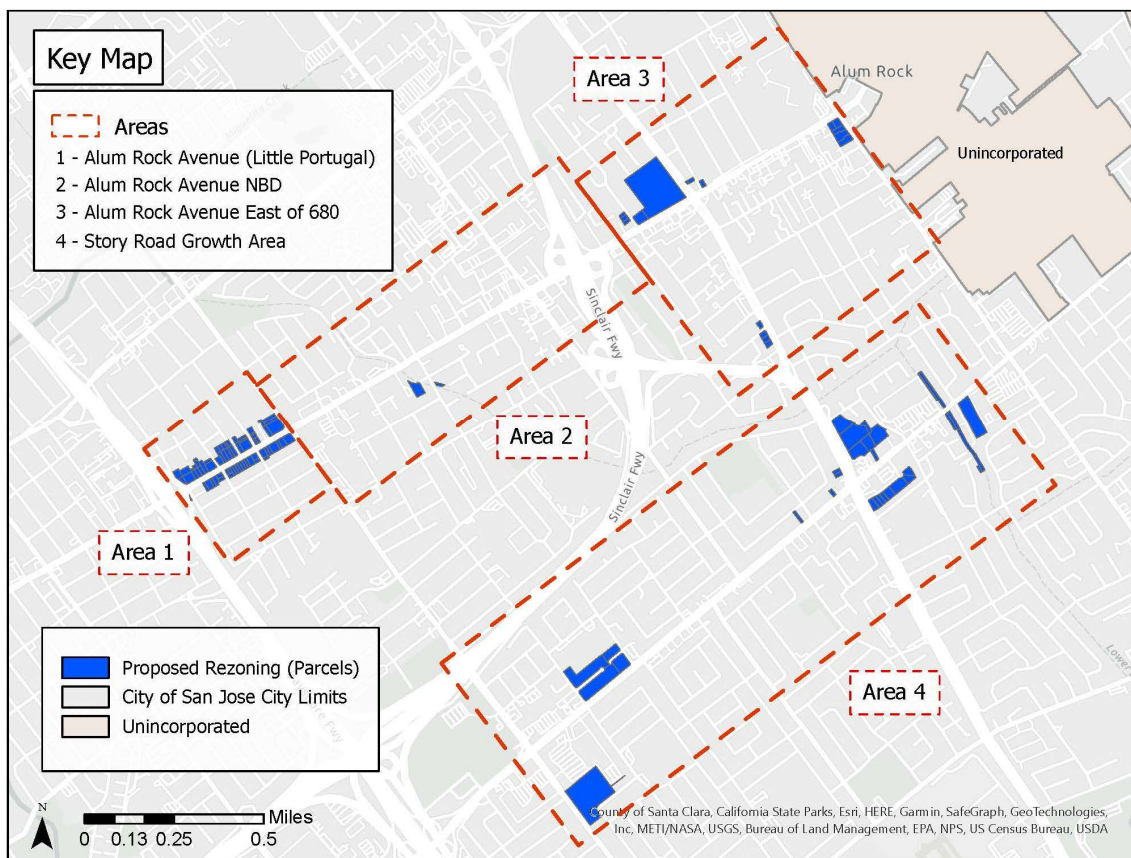 Key Map
Areas
1 - Alum Rock Avenue (Little Portugal)
2 - Alum Rock Avenue NBD
3 - Alum Rock Avenue East of 680
4 - Story Road Growth Area
Area 3
Alum Rock
Unincorporated
Sinclair Fwy
Area 2
Sinclair Fwy
Area 1
Area 4
Lower
Proposed Rezoning (Parcels)
City of San Jose City Limits
Unincorporated
Fwy
N
Miles
0 0.13 0.25 0.5
County of Santa Clara, California State Parks, Esri, HERE, Garmin, SafeGraph, GeoTechnologies,
Inc, METI/NASA, USGS, Bureau of Land Management, EPA, NPS, US Census Bureau, USDA